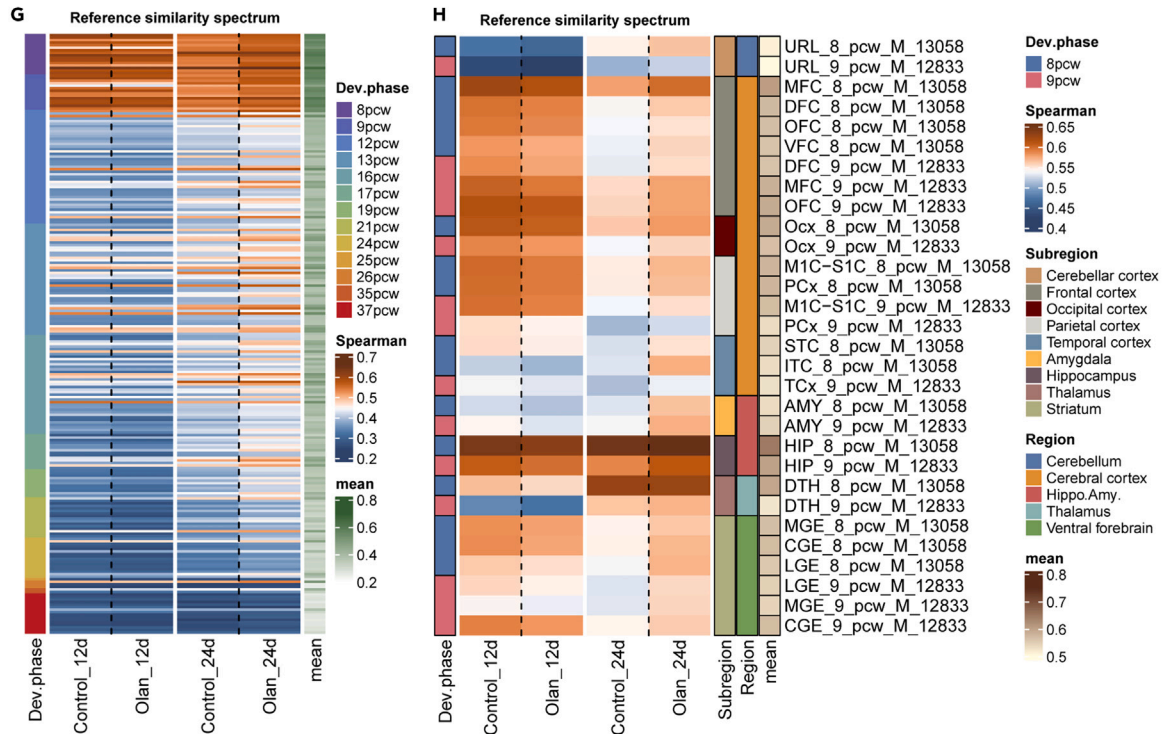 G
Reference similarity spectrum
Dev.phase
8pcw
9pcw
12pcw
13pcw
16pcw
17pcw
19pcw
21pcw
24pcw
25pcw
26pcw
35pcw
37pcw
Spearman
0.7
0.6
0.5
0.4
0.3
0.2
mean
0.8
0.6
0.4
0.2
Dev.phase
Control_12d
Olan_12d
Control_24d
Olan_24d
mean
H
Reference similarity spectrum
URL_8_pcw_M_13058
URL_9_pcw_M_12833
MFC_8_pcw_M_13058
DFC_8_pcw_M_13058
OFC_8_pcw_M_13058
VFC_8_pcw_M_13058
DFC_9_pcw_M_12833
MFC_9_pcw_M_12833
OFC_9_pcw_M_12833
Ocx_8_pcw_M_13058
Ocx_9_pcw_M_12833
M1C−S1C_8_pcw_M_13058
PCx_8_pcw_M_13058
M1C−S1C_9_pcw_M_12833
PCx_9_pcw_M_12833
STC_8_pcw_M_13058
ITC_8_pcw_M_13058
TCx_9_pcw_M_12833
AMY_8_pcw_M_13058
AMY_9_pcw_M_12833
HIP_8_pcw_M_13058
HIP_9_pcw_M_12833
DTH_8_pcw_M_13058
DTH_9_pcw_M_12833
MGE_8_pcw_M_13058
CGE_8_pcw_M_13058
LGE_8_pcw_M_13058
LGE_9_pcw_M_12833
MGE_9_pcw_M_12833
CGE_9_pcw_M_12833
Dev.phase
Control_12d
Olan_12d
Control_24d
Olan_24d
Subregion
Region
mean
Dev.phase
8pcw
9pcw
Spearman
0.65
0.6
0.55
0.5
0.45
0.4
Subregion
Cerebellar cortex
Frontal cortex
Occipital cortex
Parietal cortex
Temporal cortex
Amygdala
Hippocampus
Thalamus
Striatum
Region
Cerebellum
Cerebral cortex
Hippo.Amy.
Thalamus
Ventral forebrain
mean
0.8
0.7
0.6
0.5